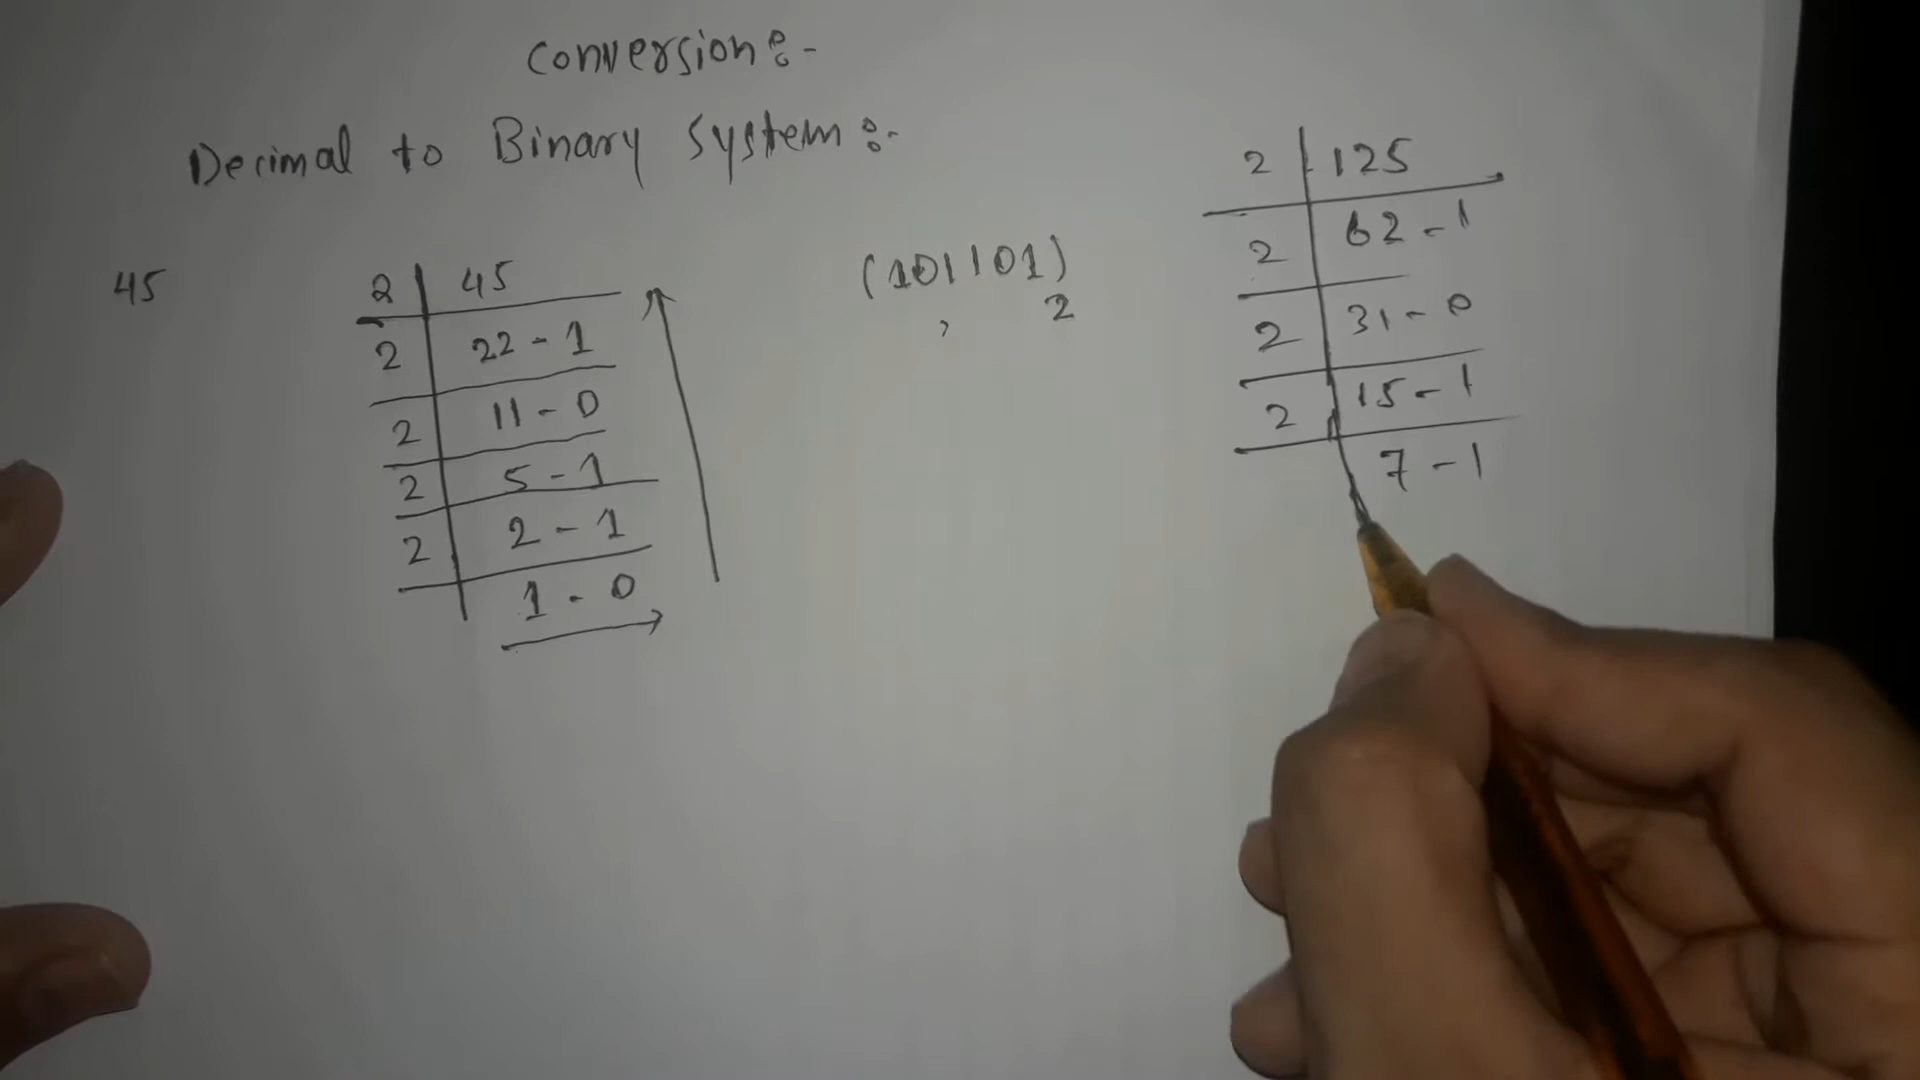 Conversion:-
Decimal to Binary System:-
45
2 | 45
2 | 22 - 1
2 | 11 - 0
2 | 5 - 1
2 | 2 - 1
1 - 0
(101101)2
2 | 125
2 | 62 - 1
2 | 31 - 0
2 | 15 - 1
7 - 1